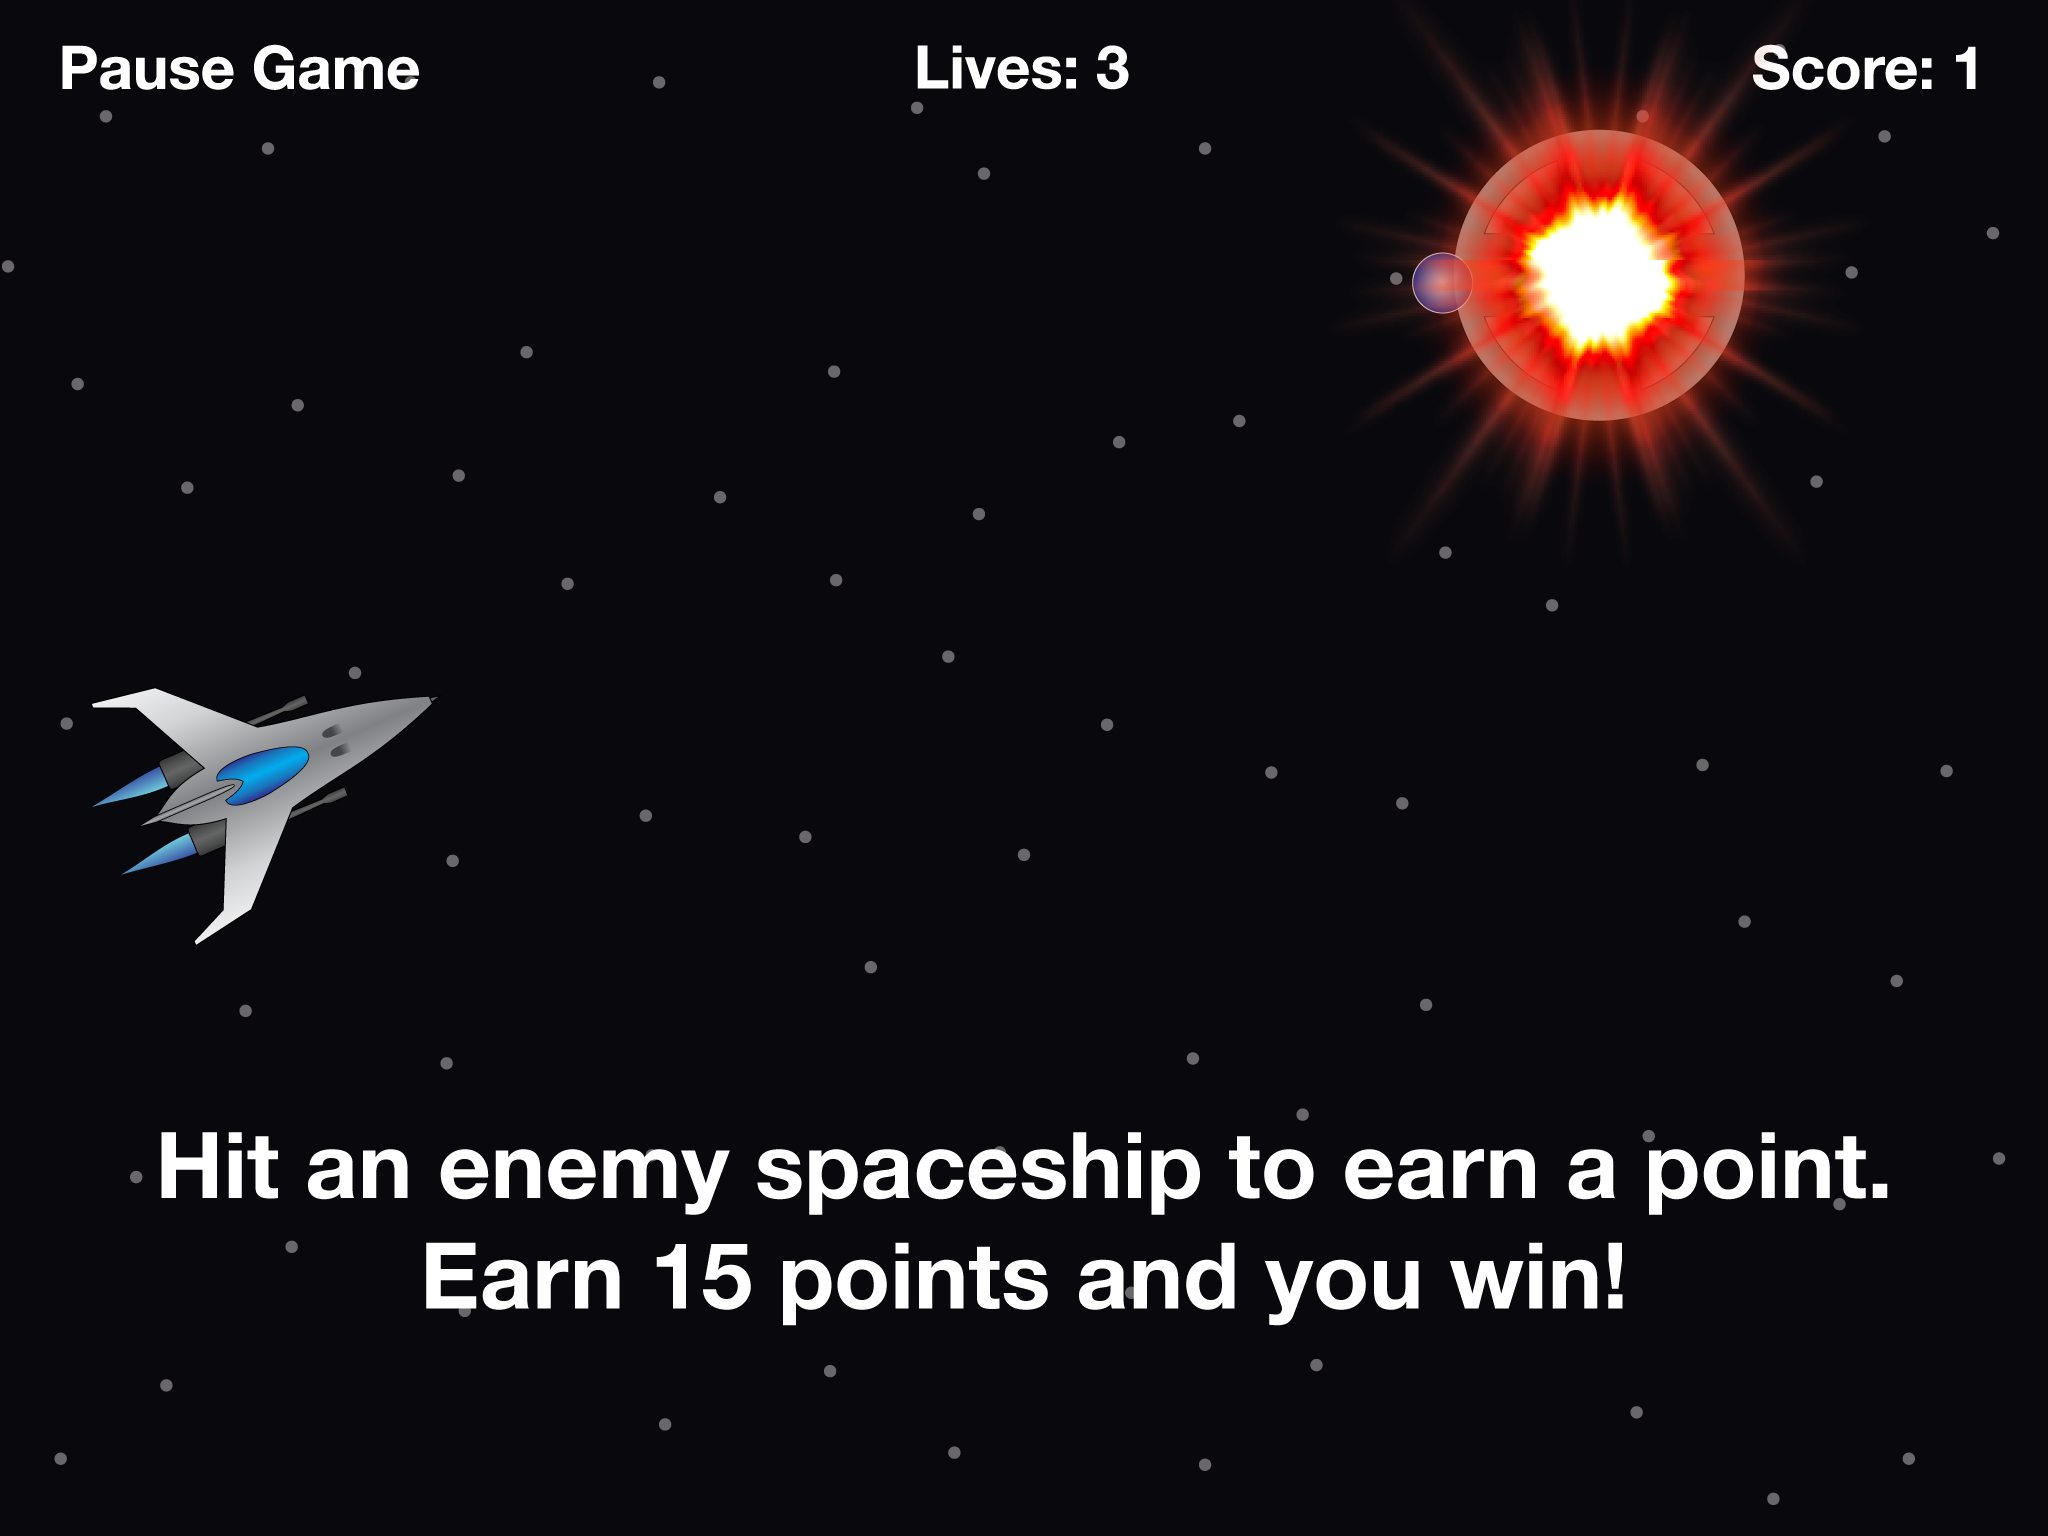 Pause Game
Lives: 3
Score: 1
Hit an enemy spaceship to earn a point.
Earn 15 points and you win!